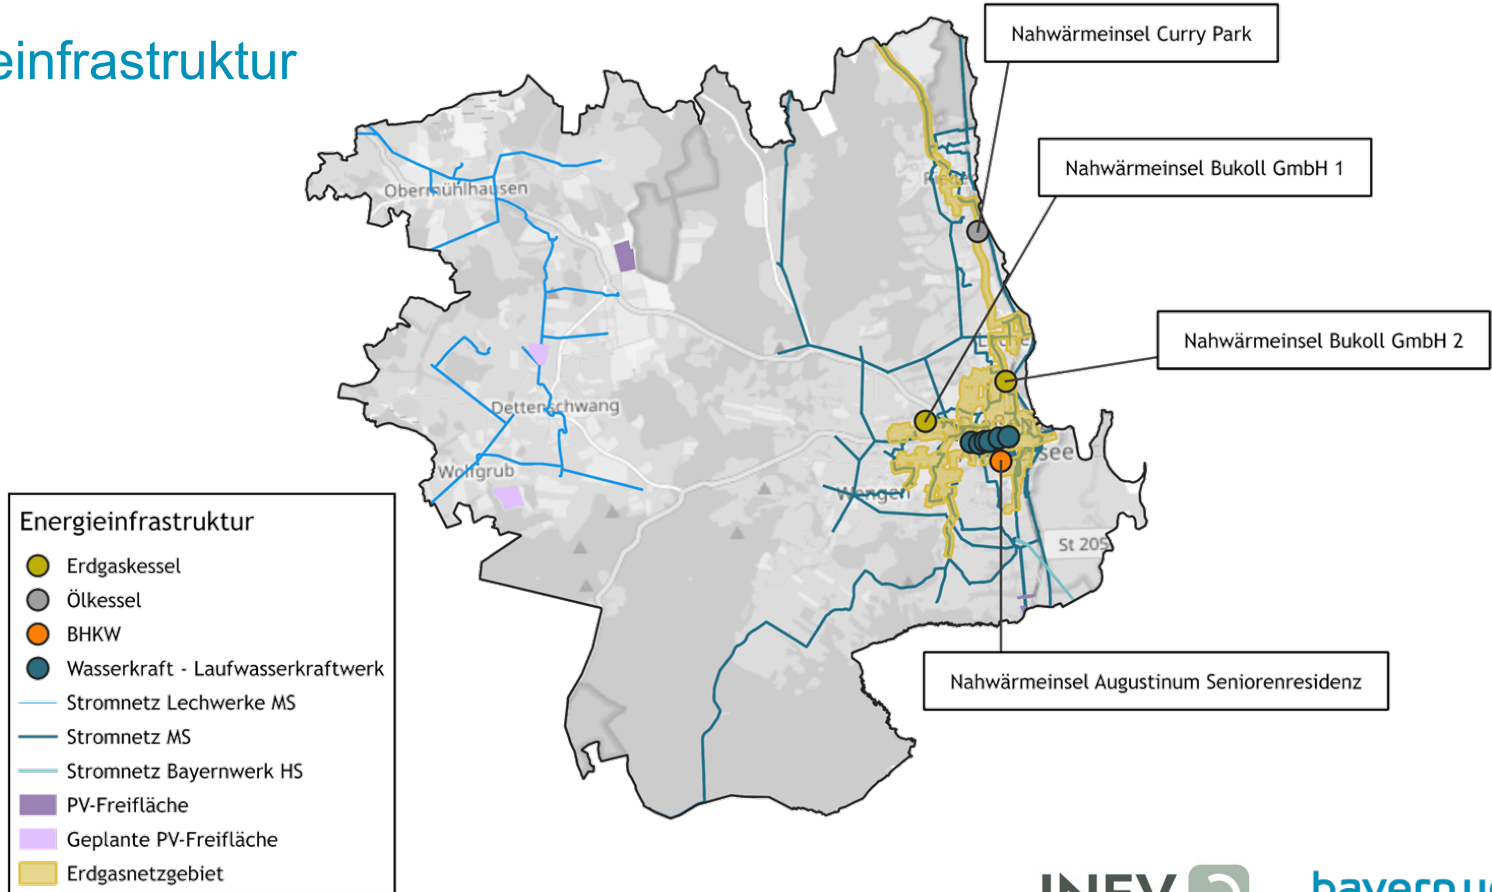 einfrastruktur
Nahwärmeinsel Curry Park
Nahwärmeinsel Bukoll GmbH 1
Obermühlhausen
Nahwärmeinsel Bukoll GmbH 2
Dettenschwang
see
Wolfgrub
Wengen
Energieinfrastruktur
St 205
Erdgaskessel
Ölkessel
BHKW
Wasserkraft - Laufwasserkraftwerk
Nahwärmeinsel Augustinum Seniorenresidenz
Stromnetz Lechwerke MS
Stromnetz MS
Stromnetz Bayernwerk HS
PV-Freifläche
Geplante PV-Freifläche
Erdgasnetzgebiet